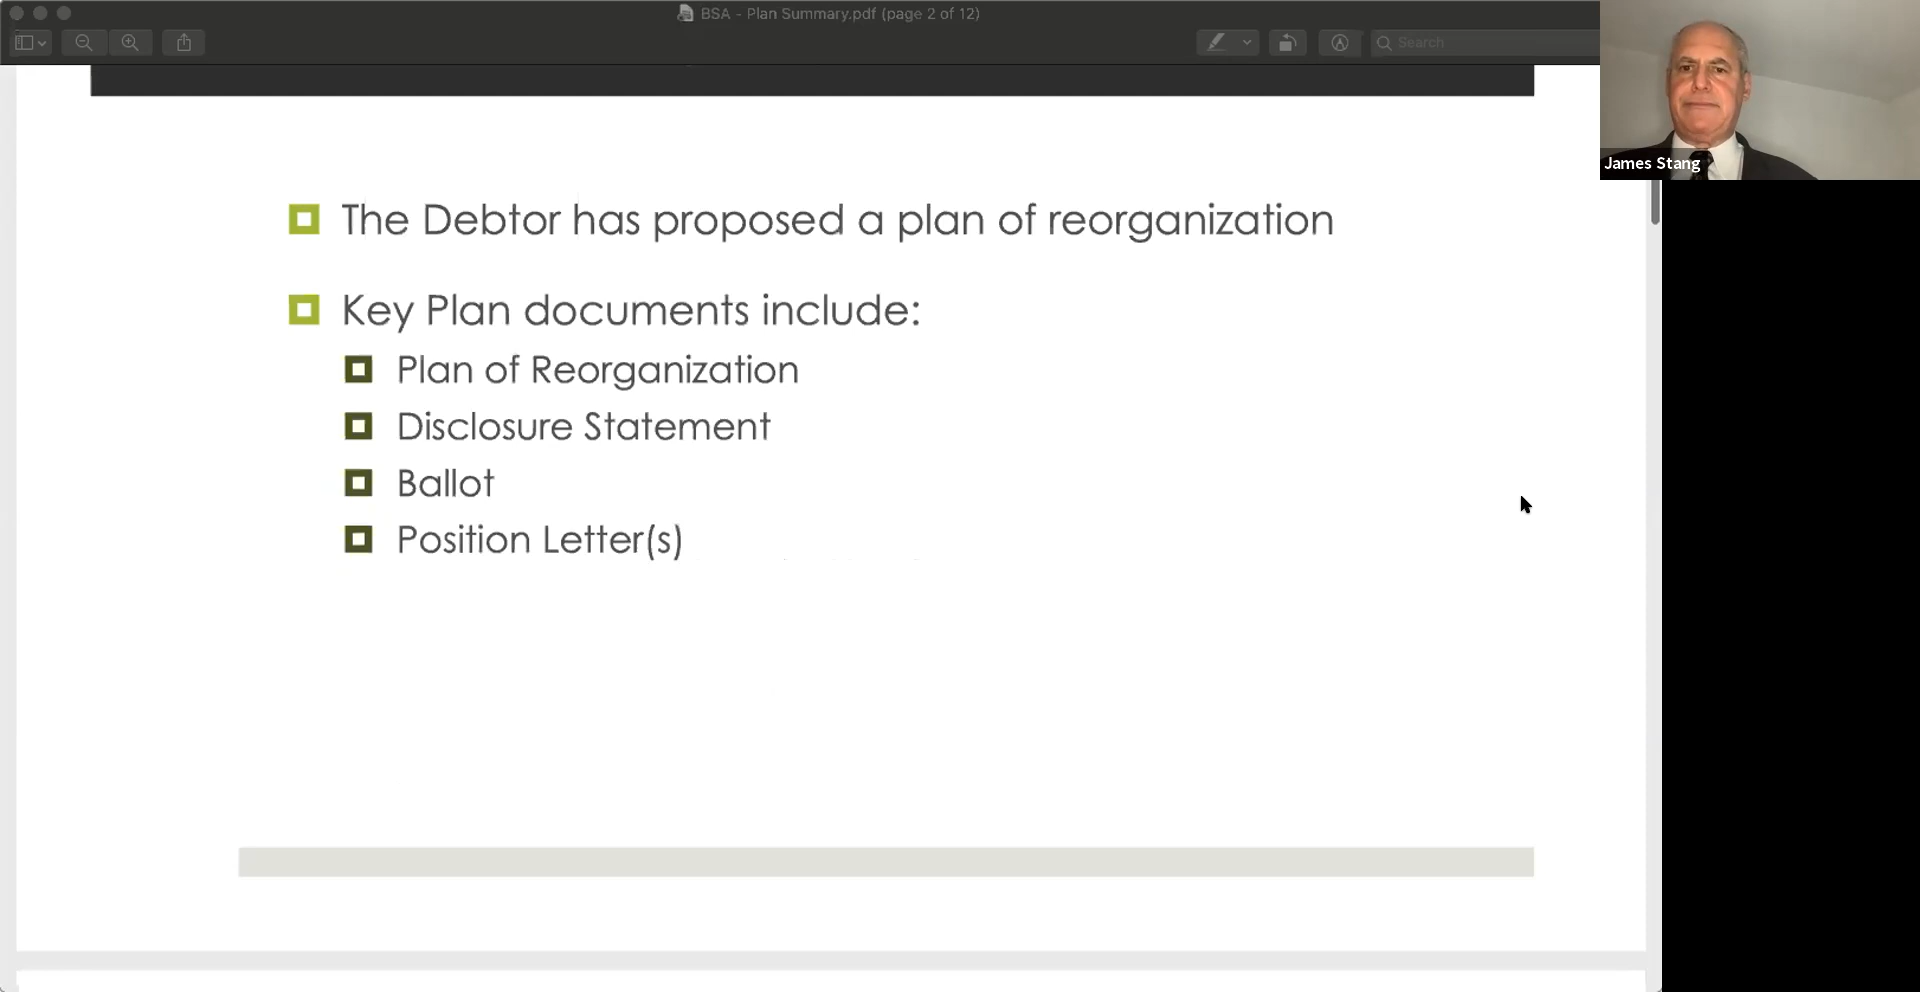 BSA - Plan Summary.pdf (page 2 of 12)
Search
James Stang
The Debtor has proposed a plan of reorganization
Key Plan documents include:
Plan of Reorganization
Disclosure Statement
Ballot
Position Letter(s)